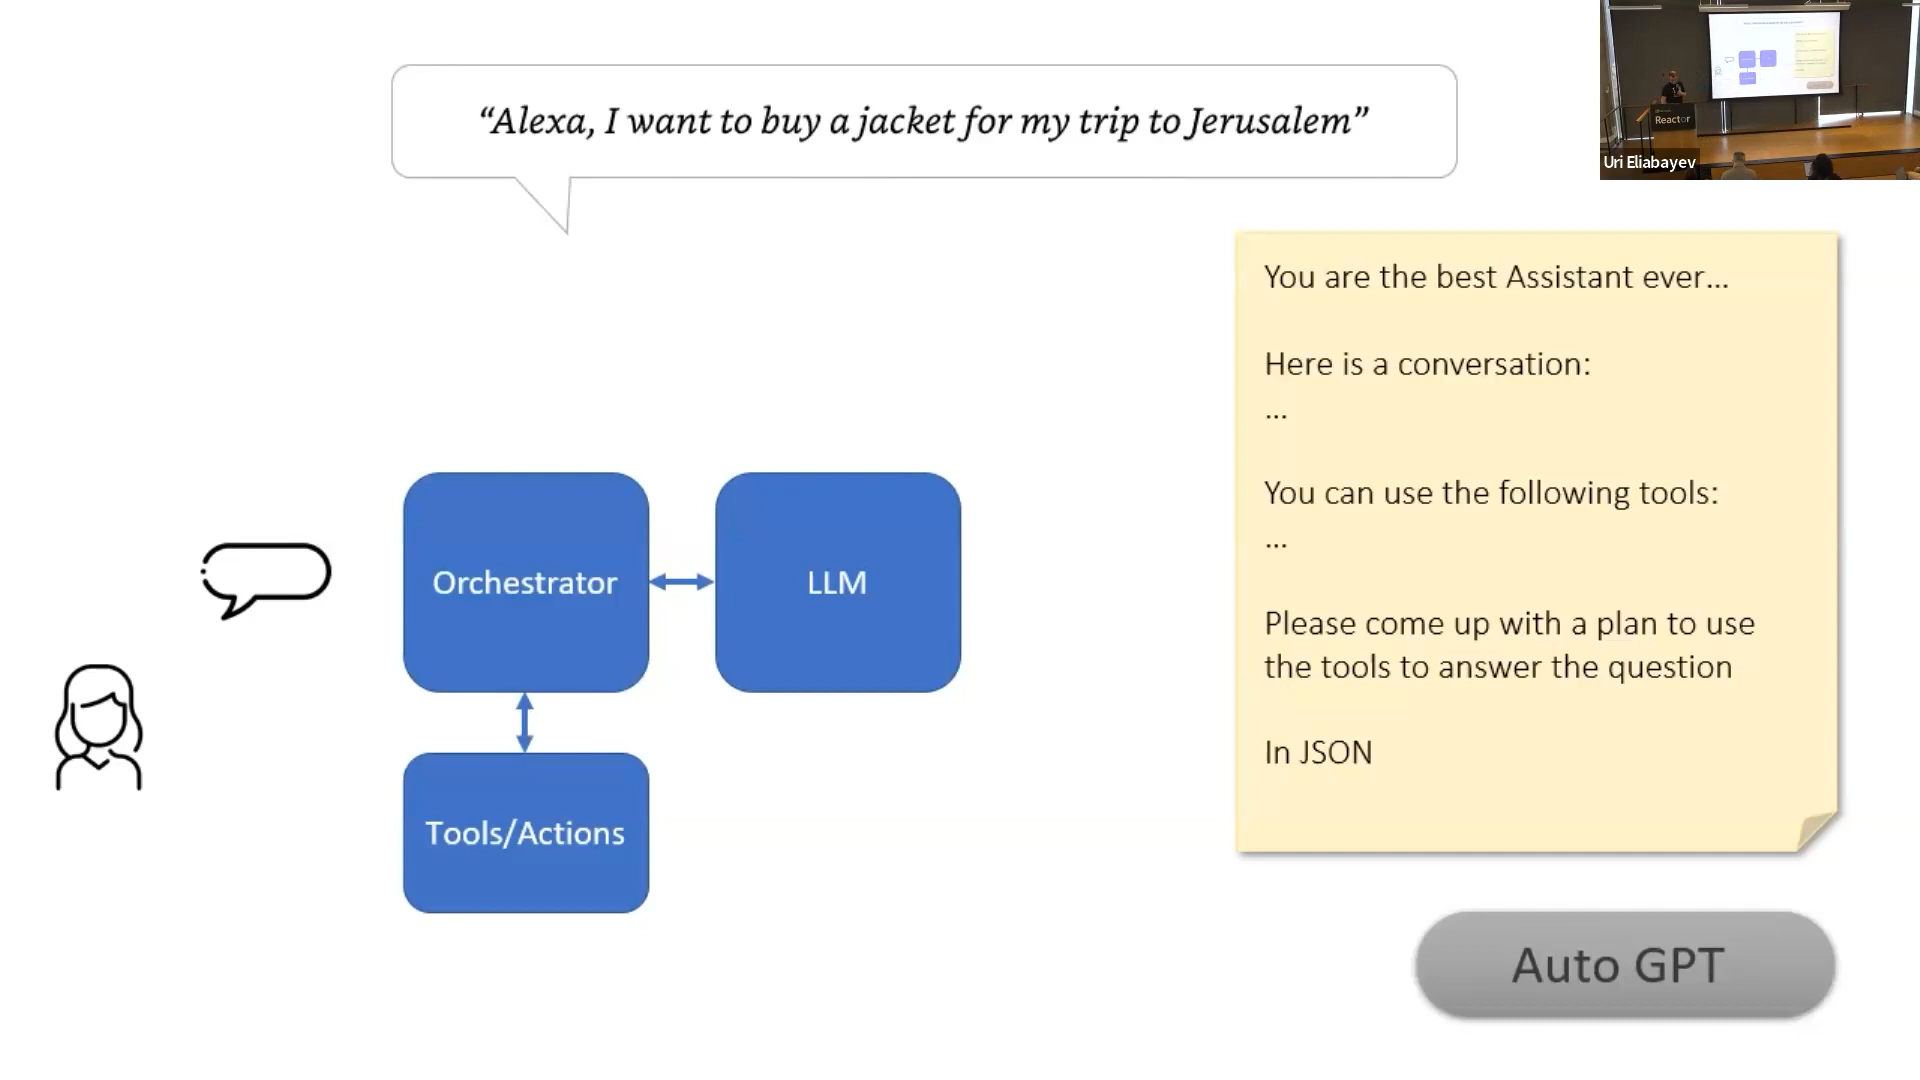 “Alexa, I want to buy a jacket for my trip to Jerusalem”
Reactor
Uri Eliabayev
You are the best Assistant ever...
Here is a conversation:
...
You can use the following tools:
...
Please come up with a plan to use
the tools to answer the question
In JSON
Orchestrator
LLM
Tools/Actions
Auto GPT